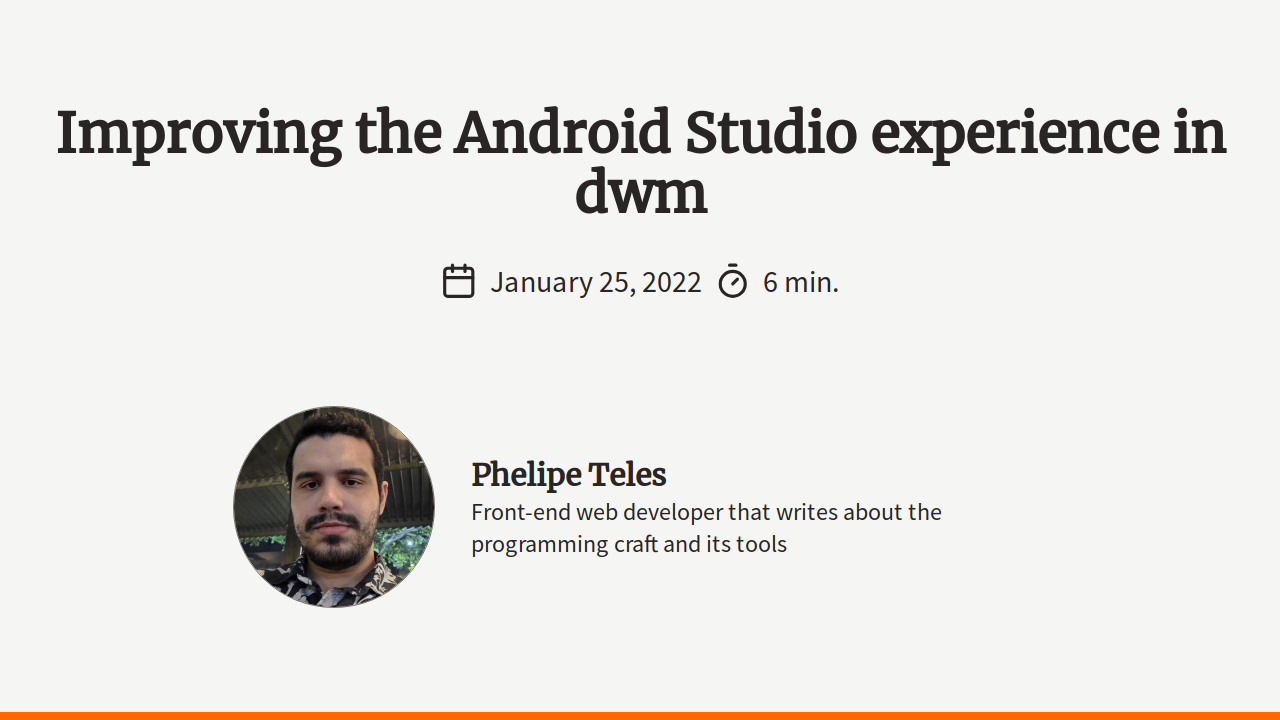 Improving the Android Studio experience in
dwm
January 25, 2022 6 min.
Phelipe Teles
Front-end web developer that writes about the
programming craft and its tools